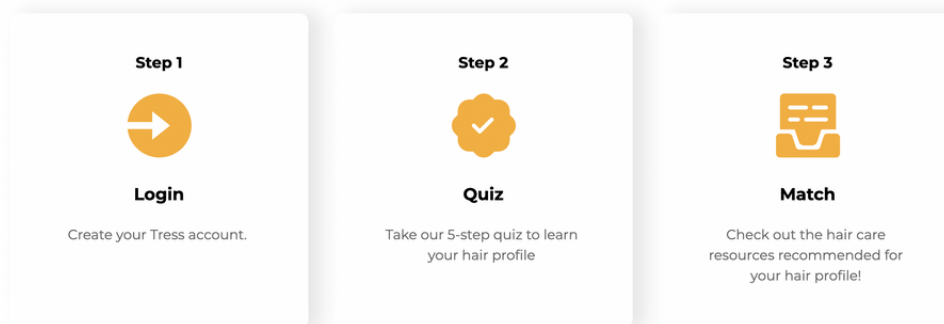 Step 1
Login
Create your Tress account.
Step 2
Quiz
Take our 5-step quiz to learn
your hair profile
Step 3
Match
Check out the hair care
resources recommended for
your hair profile!